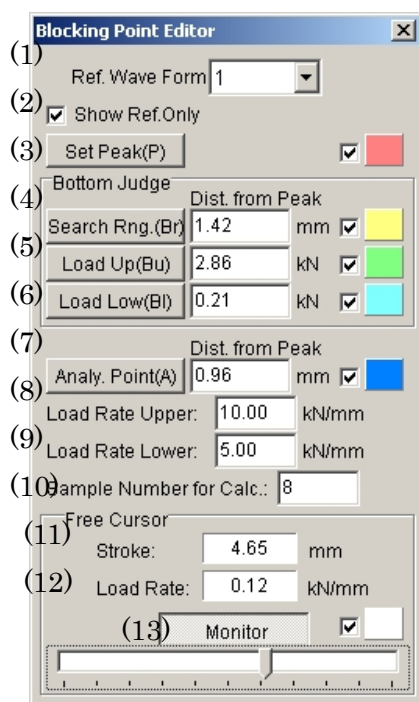 Blocking Point Editor
(1)
Ref. Wave Form 1
(2)
Show Ref.Only
(3) Set Peak(P)
Bottom Judge
(4) Dist. from Peak
Search Rng.(Br) 1.42 mm
(5)
Load Up(Bu) 2.86 kN
(6) Load Low(Bl) 0.21 kN
(7) Dist. from Peak
Analy. Point(A) 0.96 mm
(8)
Load Rate Upper: 10.00 kN/mm
(9)
Load Rate Lower: 5.00 kN/mm
(10) Sample Number for Calc.: 8
Free Cursor
(11)
Stroke: 4.65 mm
(12) Load Rate: 0.12 kN/mm
(13) Monitor